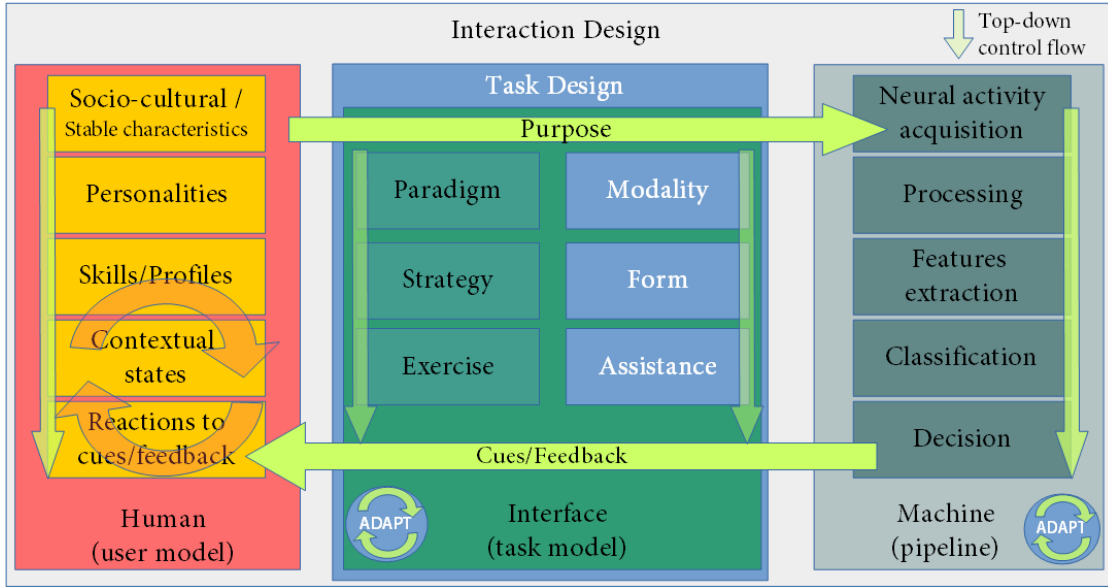 Interaction Design
Top-down
control flow
Socio-cultural /
Stable characteristics
Personalities
Skills/Profiles
Contextual
states
Reactions to
cues/feedback
Human
(user model)
Task Design
Purpose
Paradigm
Modality
Strategy
Form
Exercise
Assistance
Cues/Feedback
ADAPT
Interface
(task model)
Neural activity
acquisition
Processing
Features
extraction
Classification
Decision
Machine
(pipeline)
ADAPT